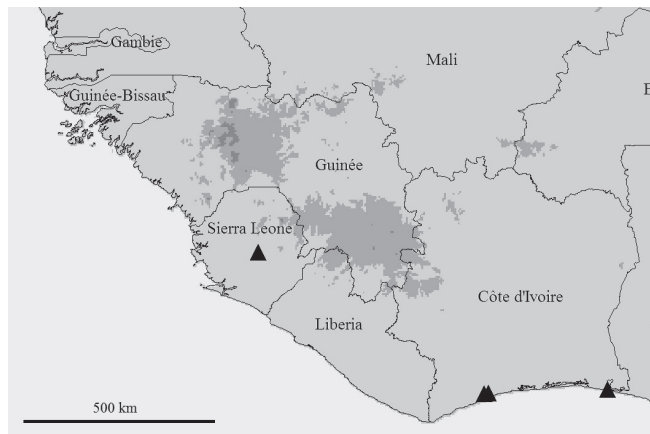 Gambie
Mali
Guinée-Bissau
B
Guinée
Sierra Leone
Côte d'Ivoire
Liberia
500 km